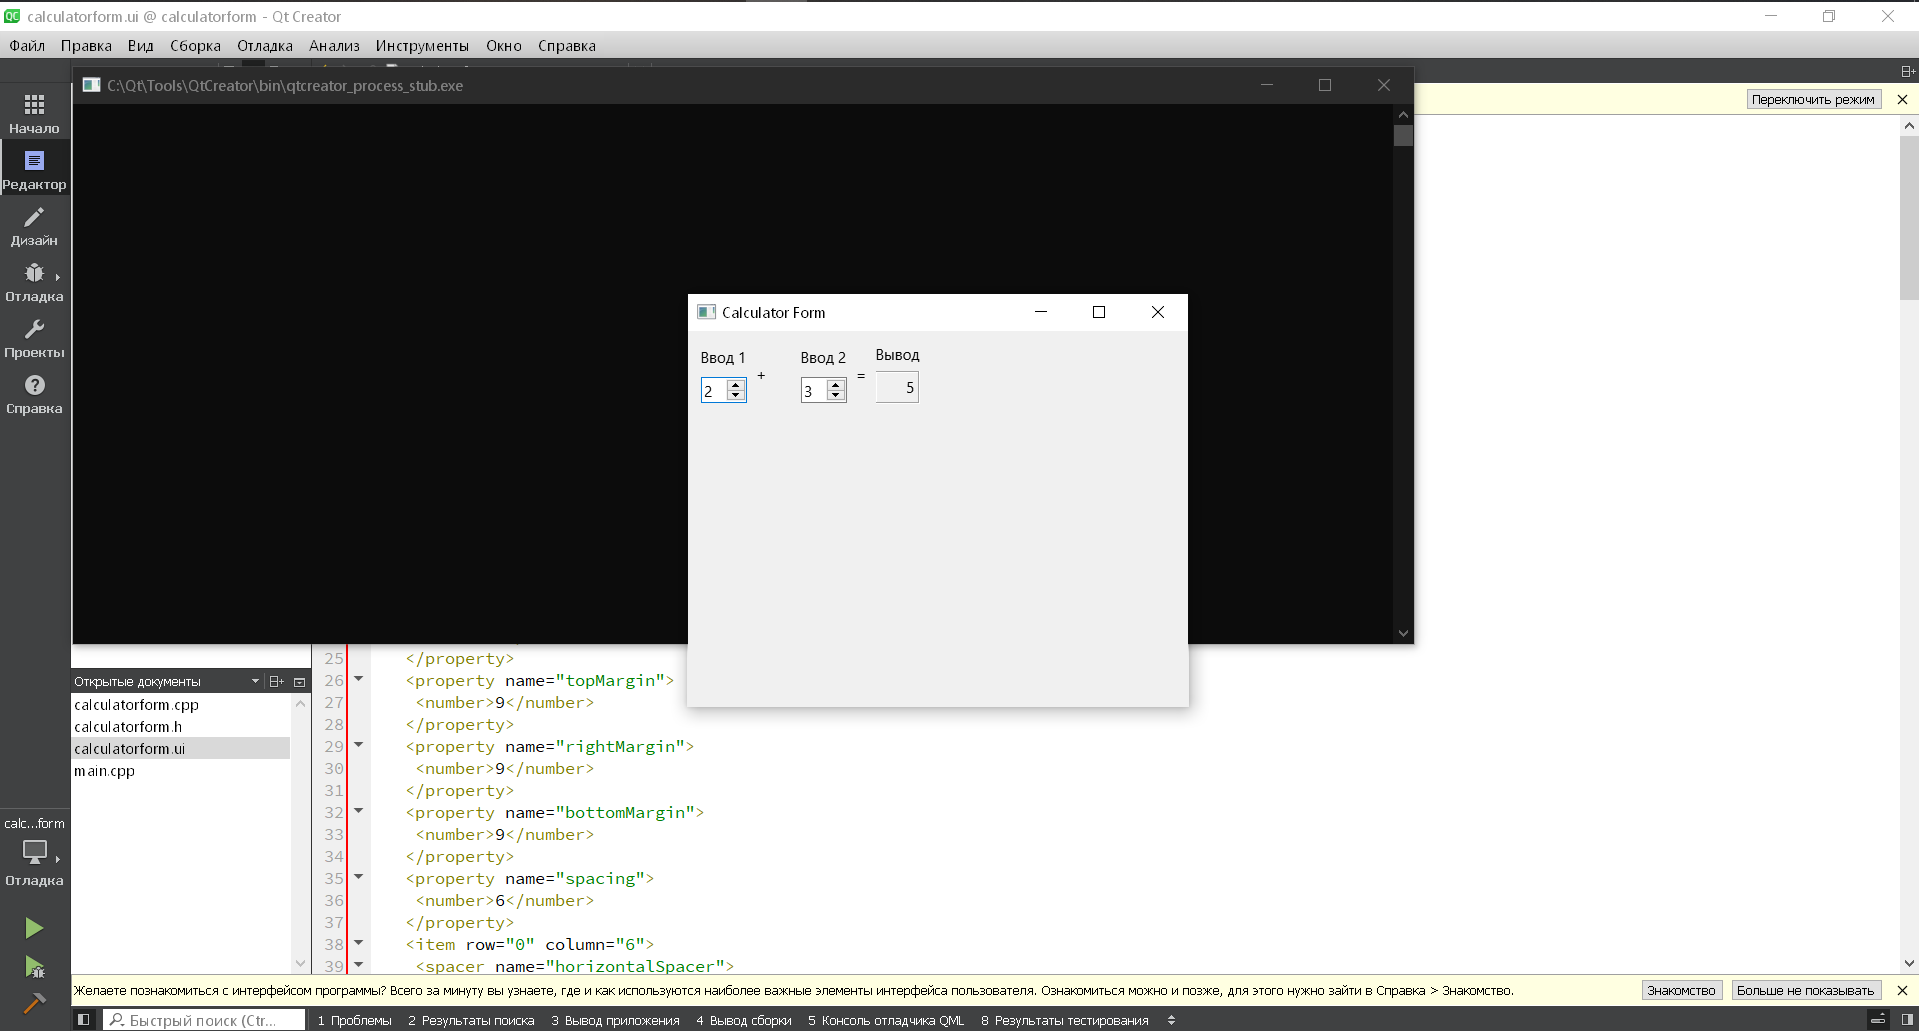 calculatorform.ui @ calculatorform - Qt Creator
Файл Правка Вид Сборка Отладка Анализ Инструменты Окно Справка
C:\Qt\Tools\QtCreator\bin\qtcreator_process_stub.exe
Переключить режим
Начало
Редактор
Дизайн
Отладка
Проекты
Справка
Calculator Form
Ввод 1 + Ввод 2 = Вывод
2 3 5
25 </property>
26 <property name="topMargin">
27 <number>9</number>
28 </property>
29 <property name="rightMargin">
30 <number>9</number>
31 </property>
32 <property name="bottomMargin">
33 <number>9</number>
34 </property>
35 <property name="spacing">
36 <number>6</number>
37 </property>
38 <item row="0" column="6">
39 <spacer name="horizontalSpacer">
Открытые документы
calculatorform.cpp
calculatorform.h
calculatorform.ui
main.cpp
calc...form
Отладка
Желаете познакомиться с интерфейсом программы? Всего за минуту вы узнаете, где и как используются наиболее важные элементы интерфейса пользователя. Ознакомиться можно и позже, для этого нужно зайти в Справка > Знакомство.
Знакомство
Больше не показывать
Быстрый поиск (Ctr...
1 Проблемы 2 Результаты поиска 3 Вывод приложения 4 Вывод сборки 5 Консоль отладчика QML 8 Результаты тестирования